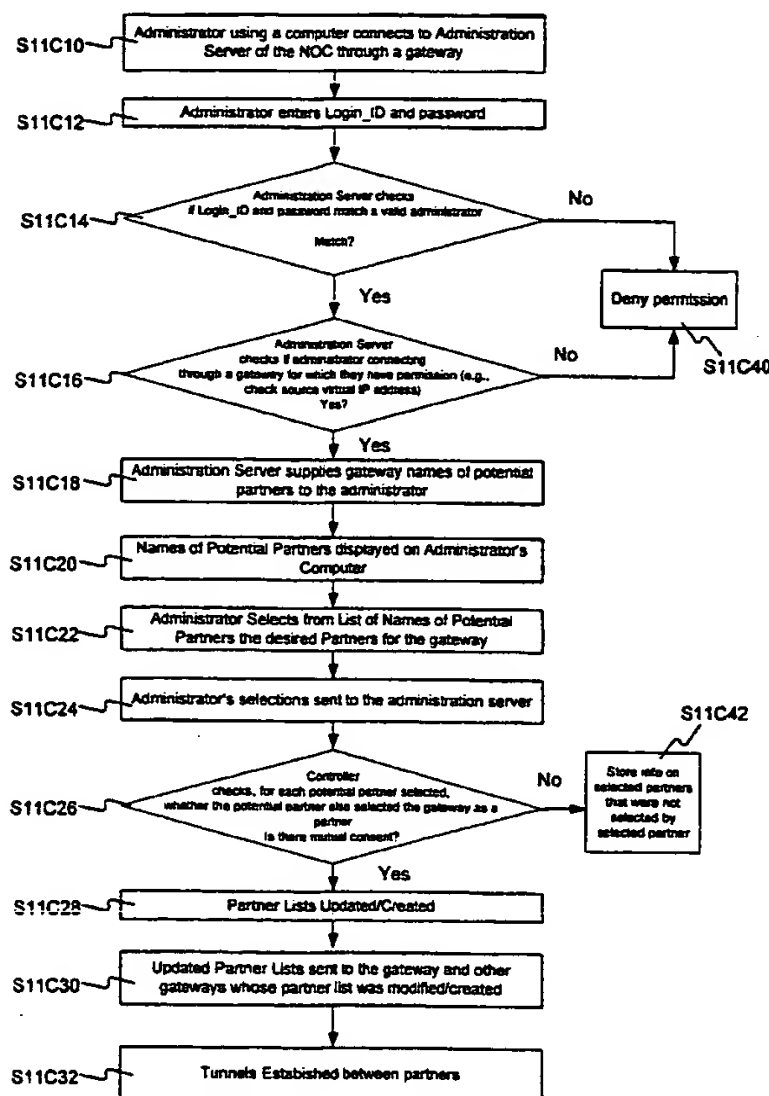 S11C10
Administrator using a computer connects to Administration
Server of the NOC through a gateway
S11C12
Administrator enters Login_ID and password
S11C14
Administration Server checks
if Login_ID and password match a valid administrator
Match?
No
Yes
Deny permission
S11C40
S11C16
Administration Server
checks if administrator connecting
through a gateway for which they have permission (e.g.,
check source virtual IP address)
Yes?
No
Yes
S11C18
Administration Server supplies gateway names of potential
partners to the administrator
S11C20
Names of Potential Partners displayed on Administrator's
Computer
S11C22
Administrator Selects from List of Names of Potential
Partners the desired Partners for the gateway
S11C24
Administrator's selections sent to the administration server
S11C42
S11C26
Controller
checks, for each potential partner selected,
whether the potential partner also selected the gateway as a
partner
Is there mutual consent?
No
Store info on
selected partners
that were not
selected by
selected partner
Yes
S11C28
Partner Lists Updated/Created
S11C30
Updated Partner Lists sent to the gateway and other
gateways whose partner list was modified/created
S11C32
Tunnels Established between partners